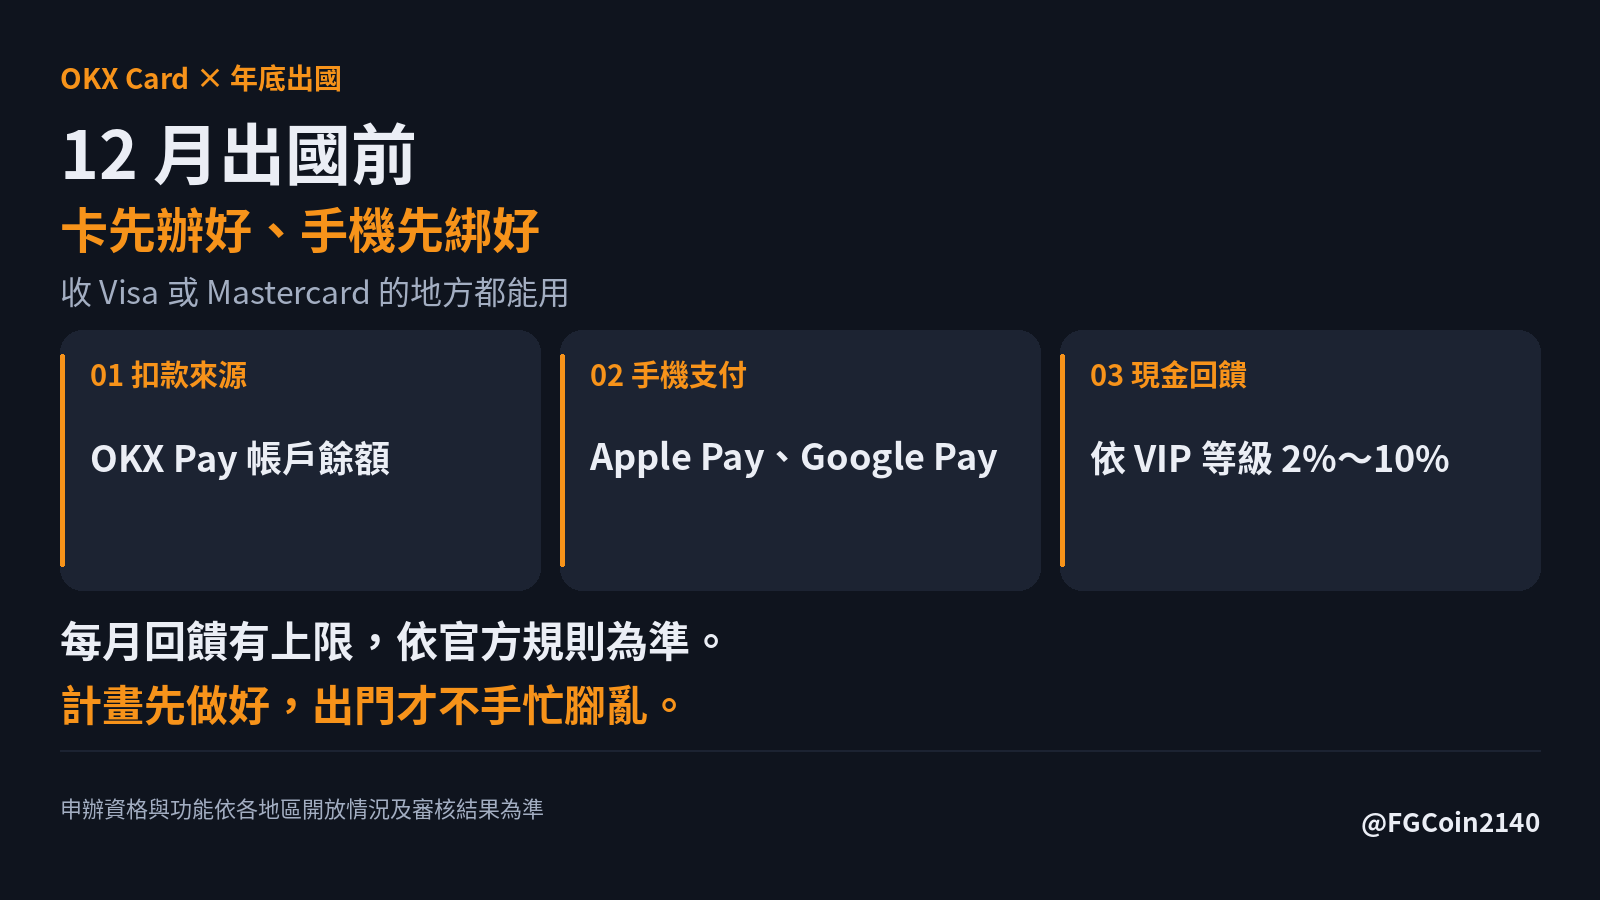 OKX Card × 年底出國
12 月出國前
卡先辦好、手機先綁好
收 Visa 或 Mastercard 的地方都能用
01 扣款來源
OKX Pay 帳戶餘額
02 手機支付
Apple Pay、Google Pay
03 現金回饋
依 VIP 等級 2%～10%
每月回饋有上限，依官方規則為準。
計畫先做好，出門才不手忙腳亂。
申辦資格與功能依各地區開放情況及審核結果為準
@FGCoin2140